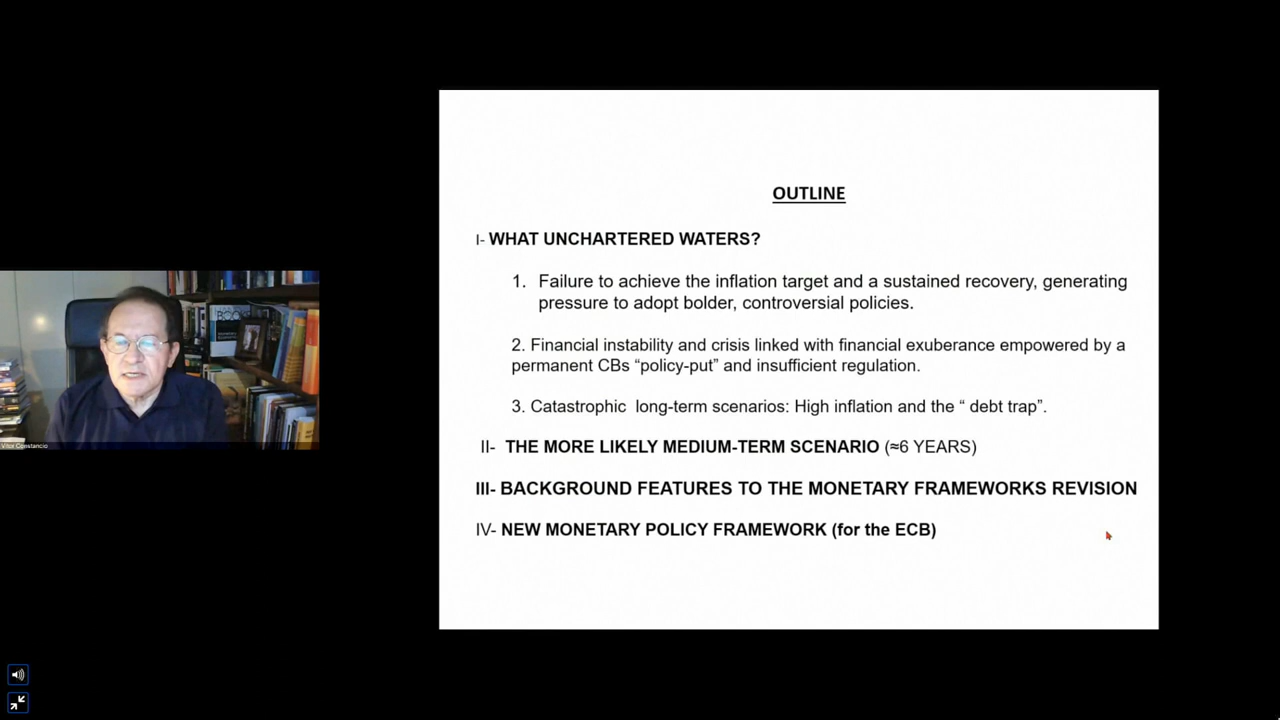 OUTLINE
I- WHAT UNCHARTERED WATERS?
1. Failure to achieve the inflation target and a sustained recovery, generating
pressure to adopt bolder, controversial policies.
2. Financial instability and crisis linked with financial exuberance empowered by a
permanent CBs “policy-put” and insufficient regulation.
3. Catastrophic long-term scenarios: High inflation and the “ debt trap”.
II- THE MORE LIKELY MEDIUM-TERM SCENARIO (≈6 YEARS)
III- BACKGROUND FEATURES TO THE MONETARY FRAMEWORKS REVISION
IV- NEW MONETARY POLICY FRAMEWORK (for the ECB)
Vitor Constancio